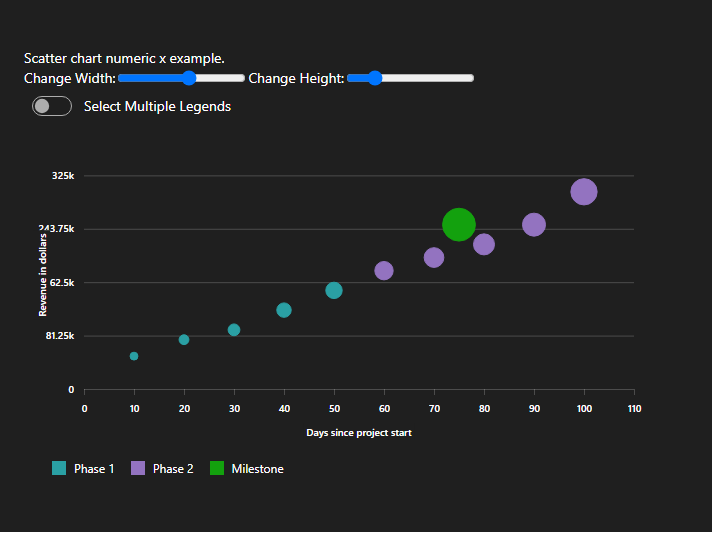 Scatter chart numeric x example.
Change Width: Change Height:
Select Multiple Legends
325k
243.75k
62.5k
81.25k
0
Revenue in dollars
0 10 20 30 40 50 60 70 80 90 100 110
Days since project start
Phase 1 Phase 2 Milestone